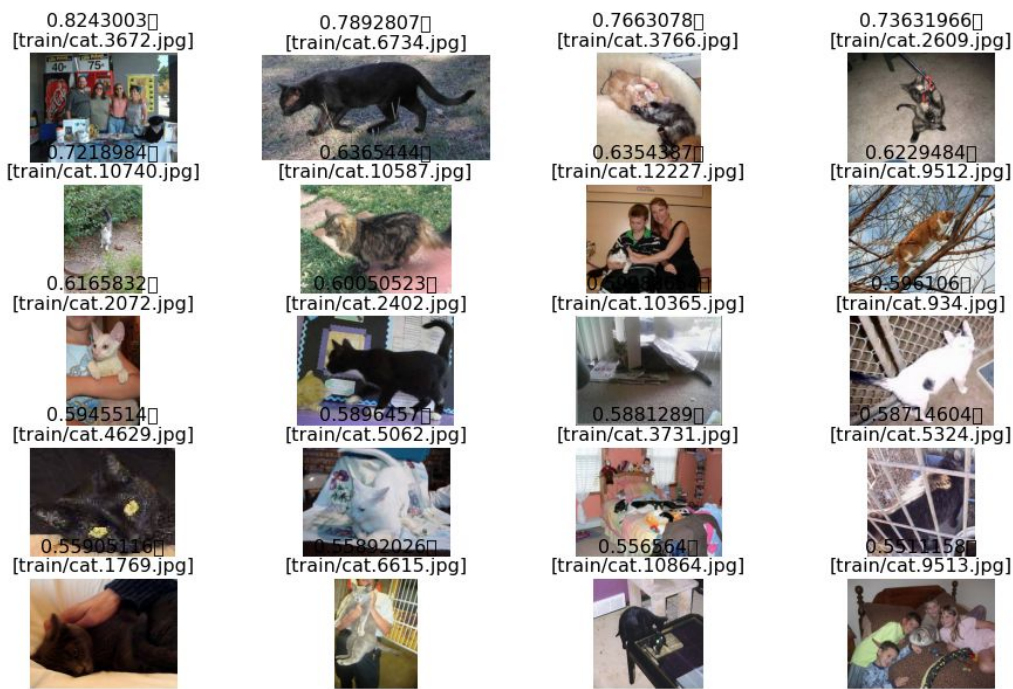 0.8243003
[train/cat.3672.jpg]
0.7892807
[train/cat.6734.jpg]
0.7663078
[train/cat.3766.jpg]
0.73631966
[train/cat.2609.jpg]
40¢
75¢
0.7218984
[train/cat.10740.jpg]
0.6365444
[train/cat.10587.jpg]
0.6354387
[train/cat.12227.jpg]
0.6229484
[train/cat.9512.jpg]
0.6165832
[train/cat.2072.jpg]
0.60050523
[train/cat.2402.jpg]
[train/cat.10365.jpg]
0.596106
[train/cat.934.jpg]
0.5945514
[train/cat.4629.jpg]
0.5896457
[train/cat.5062.jpg]
0.5881289
[train/cat.3731.jpg]
0.58714604
[train/cat.5324.jpg]
0.55905116
[train/cat.1769.jpg]
0.55892026
[train/cat.6615.jpg]
0.556564
[train/cat.10864.jpg]
0.5511158
[train/cat.9513.jpg]